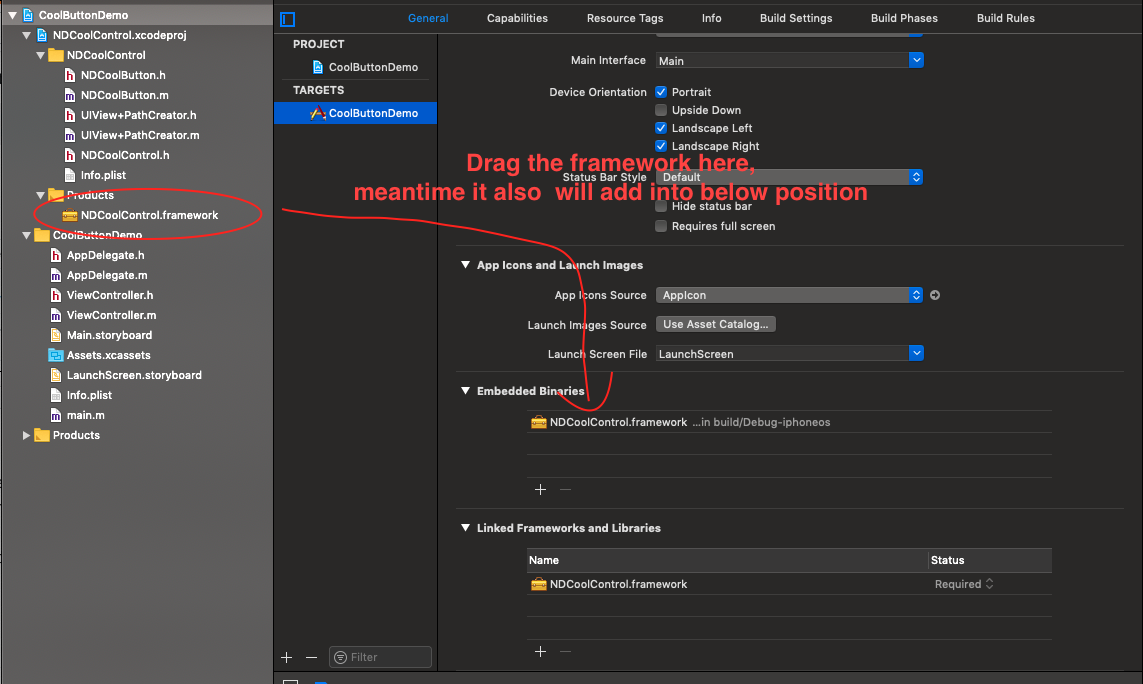 CoolButtonDemo
NDCoolControl.xcodeproj
NDCoolControl
NDCoolButton.h
NDCoolButton.m
UIView+PathCreator.h
UIView+PathCreator.m
NDCoolControl.h
Info.plist
Products
NDCoolControl.framework
CoolButtonDemo
AppDelegate.h
AppDelegate.m
ViewController.h
ViewController.m
Main.storyboard
Assets.xcassets
LaunchScreen.storyboard
Info.plist
main.m
Products
General Capabilities Resource Tags Info Build Settings Build Phases Build Rules
PROJECT
CoolButtonDemo
TARGETS
CoolButtonDemo
Filter
Main Interface Main
Device Orientation Portrait
Upside Down
Landscape Left
Landscape Right
Drag the framework here,
Status Bar Style Default
meantime it also will add into below position
Hide status bar
Requires full screen
App Icons and Launch Images
App Icons Source AppIcon
Launch Images Source Use Asset Catalog...
Launch Screen File LaunchScreen
Embedded Binaries
NDCoolControl.framework ...in build/Debug-iphoneos
Linked Frameworks and Libraries
Name Status
NDCoolControl.framework Required